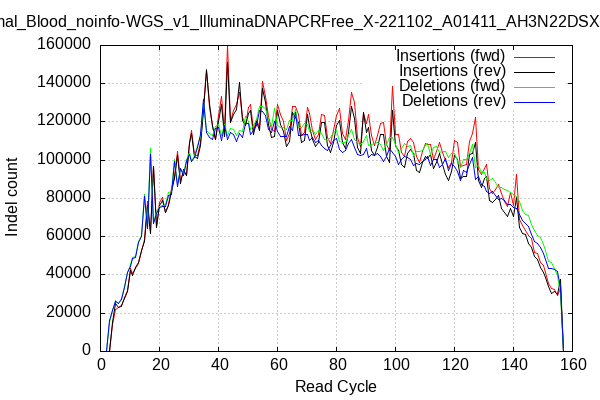 nal_Blood_noinfo-WGS_v1_IlluminaDNAPCRFree_X-221102_A01411_AH3N22DSX
Insertions (fwd)
Insertions (rev)
Deletions (fwd)
Deletions (rev)
160000
140000
120000
100000
80000
60000
40000
20000
0
Indel count
0 20 40 60 80 100 120 140 160
Read Cycle